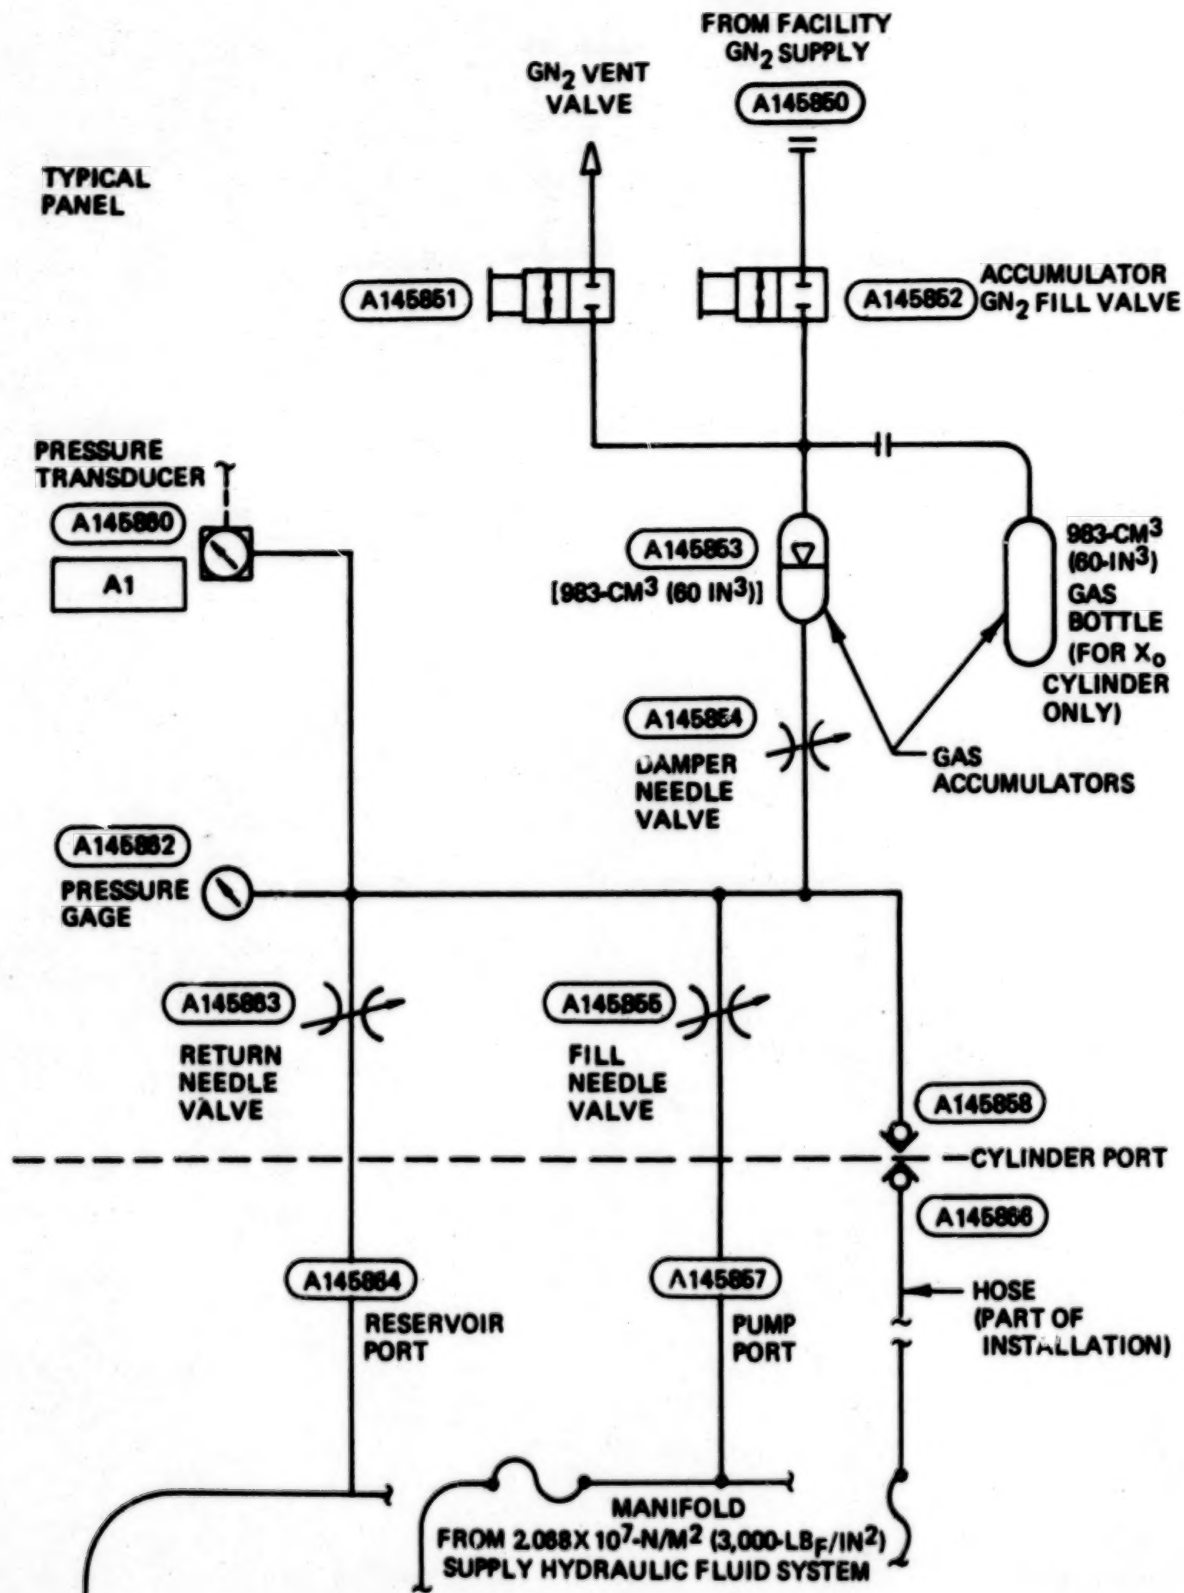 FROM FACILITY
GN2 SUPPLY
A145850
GN2 VENT
VALVE
TYPICAL
PANEL
A145851
A145852
ACCUMULATOR
GN2 FILL VALVE
PRESSURE
TRANSDUCER
A145860
A1
A145853
[983-CM3 (60 IN3)]
983-CM3
(60-IN3)
GAS
BOTTLE
(FOR Xo
CYLINDER
ONLY)
A145854
DAMPER
NEEDLE
VALVE
GAS
ACCUMULATORS
A145862
PRESSURE
GAGE
A145863
RETURN
NEEDLE
VALVE
A145855
FILL
NEEDLE
VALVE
A145858
CYLINDER PORT
A145866
A145864
RESERVOIR
PORT
A145857
PUMP
PORT
HOSE
(PART OF
INSTALLATION)
MANIFOLD
FROM 2.068 X 10^7-N/M2 (3,000-LBF/IN2)
SUPPLY HYDRAULIC FLUID SYSTEM